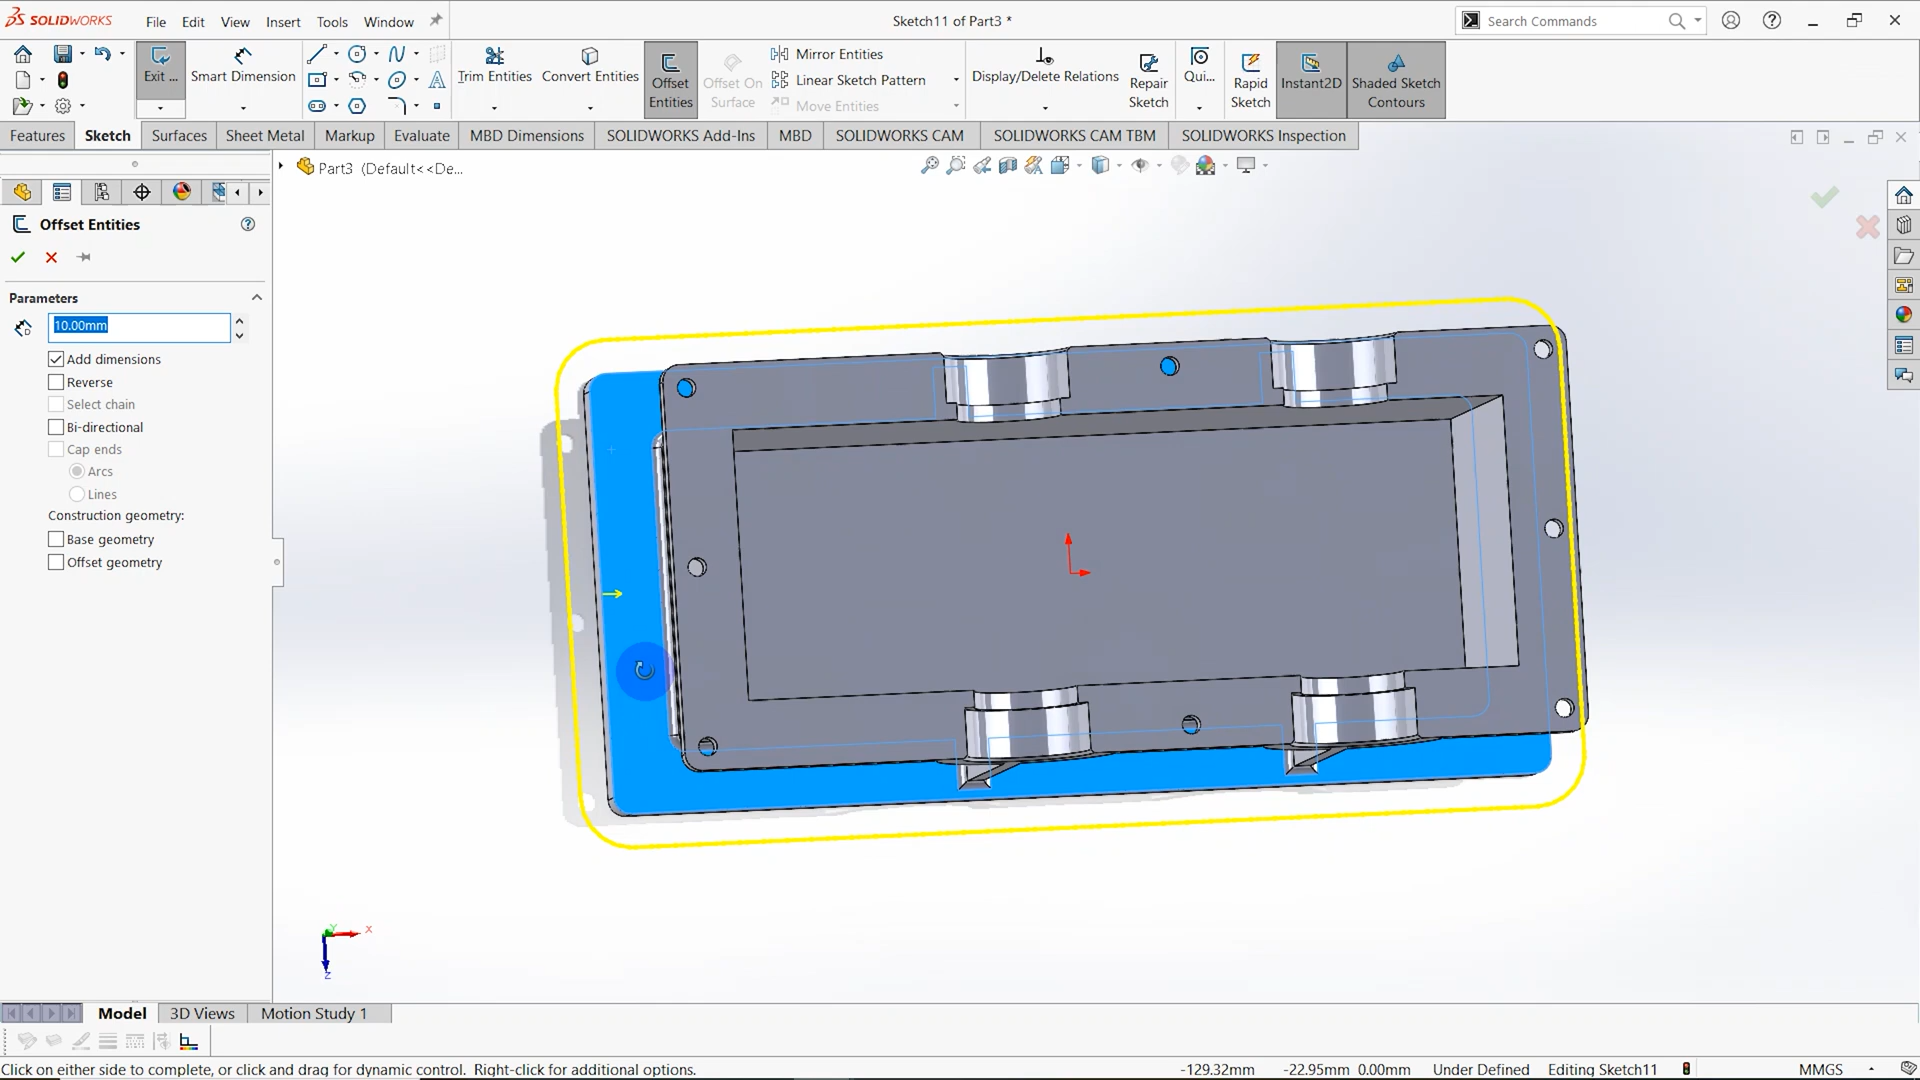 SOLIDWORKS File Edit View Insert Tools Window Sketch11 of Part3 * Search Commands
Exit ... Smart Dimension Trim Entities Convert Entities Offset Entities Offset On Surface Mirror Entities Linear Sketch Pattern Move Entities Display/Delete Relations Repair Sketch Qui... Rapid Sketch Instant2D Shaded Sketch Contours
Features Sketch Surfaces Sheet Metal Markup Evaluate MBD Dimensions SOLIDWORKS Add-Ins MBD SOLIDWORKS CAM SOLIDWORKS CAM TBM SOLIDWORKS Inspection
Part3 (Default<<De...
Offset Entities
Parameters
10.00mm
Add dimensions
Reverse
Select chain
Bi-directional
Cap ends
Arcs
Lines
Construction geometry:
Base geometry
Offset geometry
Y
X
Z
Model 3D Views Motion Study 1
Click on either side to complete, or click and drag for dynamic control. Right-click for additional options. -129.32mm -22.95mm 0.00mm Under Defined Editing Sketch11 MMGS